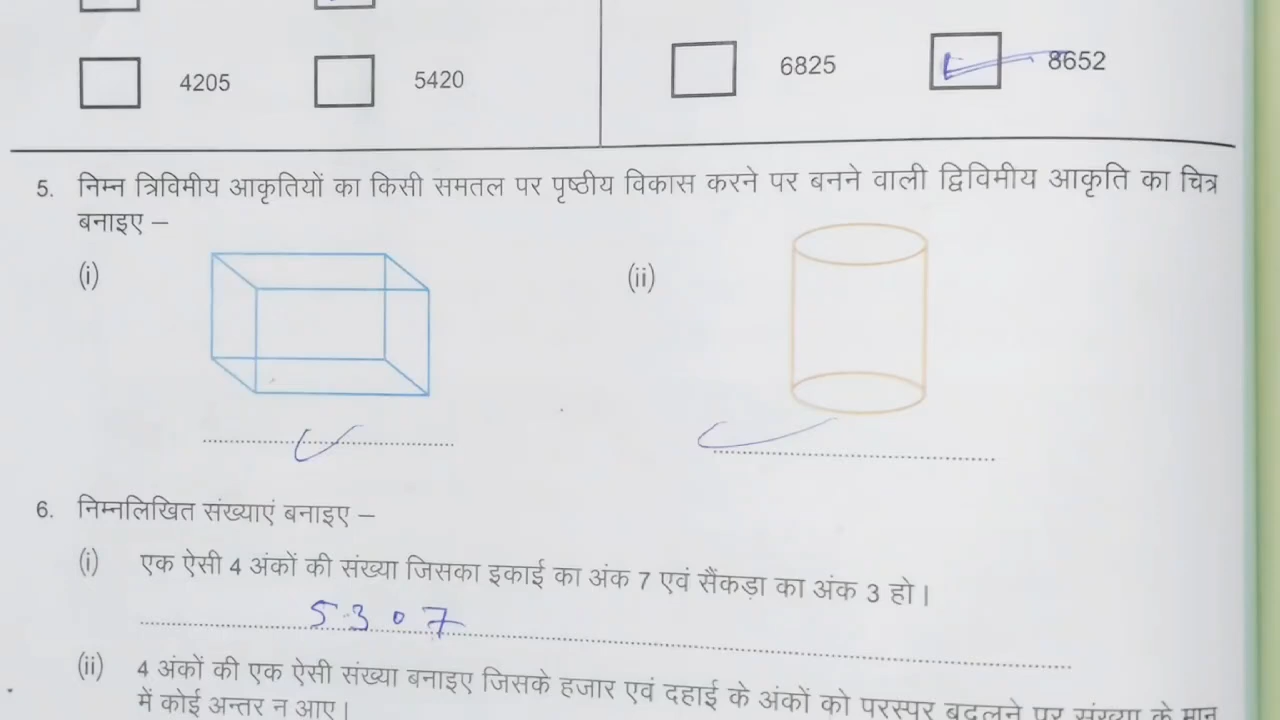 4205 5420 6825 8652
5. निम्न त्रिविमीय आकृतियों का किसी समतल पर पृष्ठीय विकास करने पर बनने वाली द्विविमीय आकृति का चित्र
बनाइए –
(i) (ii)
6. निम्नलिखित संख्याएं बनाइए –
(i) एक ऐसी 4 अंकों की संख्या जिसका इकाई का अंक 7 एवं सैंकड़ा का अंक 3 हो।
5307
(ii) 4 अंकों की एक ऐसी संख्या बनाइए जिसके हजार एवं दहाई के अंकों को परस्पर बदलने पर संख्या के मान
में कोई अन्तर न आए।